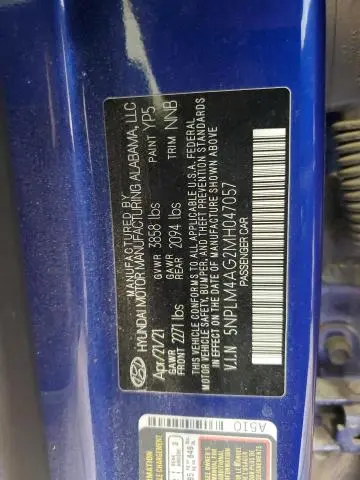 MANUFACTURED BY
HYUNDAI MOTOR MANUFACTURING ALABAMA, LLC
Apr/21/21 GVWR 3858 lbs PAINT YP5
GAWR FRONT 2271 lbs GAWR REAR 2094 lbs TRIM NNB
THIS VEHICLE CONFORMS TO ALL APPLICABLE U.S.A. FEDERAL
MOTOR VEHICLE SAFETY, BUMPER, AND THEFT PREVENTION
STANDARDS IN EFFECT ON THE DATE OF MANUFACTURE
SHOWN ABOVE.
V.I.N : 5NPLM4AG2MH047057
PASSENGER CAR
A510